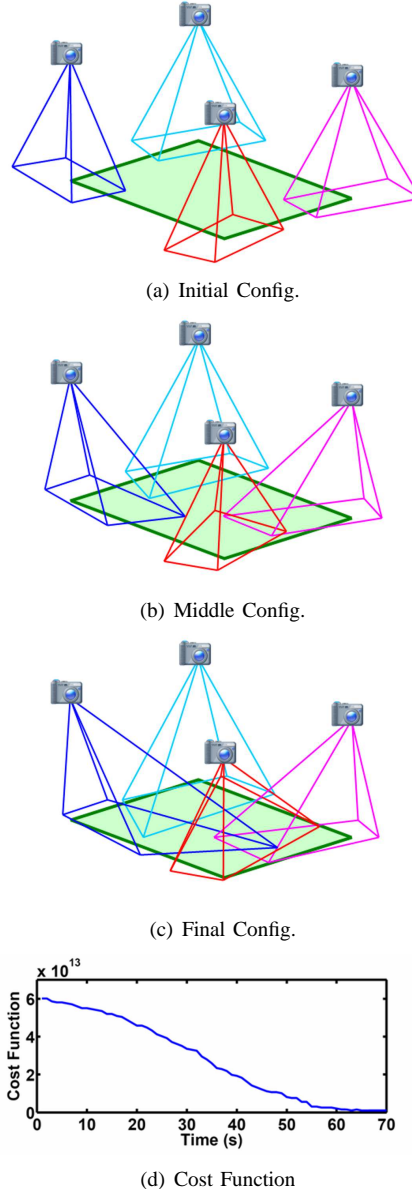 (a) Initial Config.
(b) Middle Config.
(c) Final Config.
x 10^13
6
4
2
0
Cost Function
0 10 20 30 40 50 60 70
Time (s)
(d) Cost Function